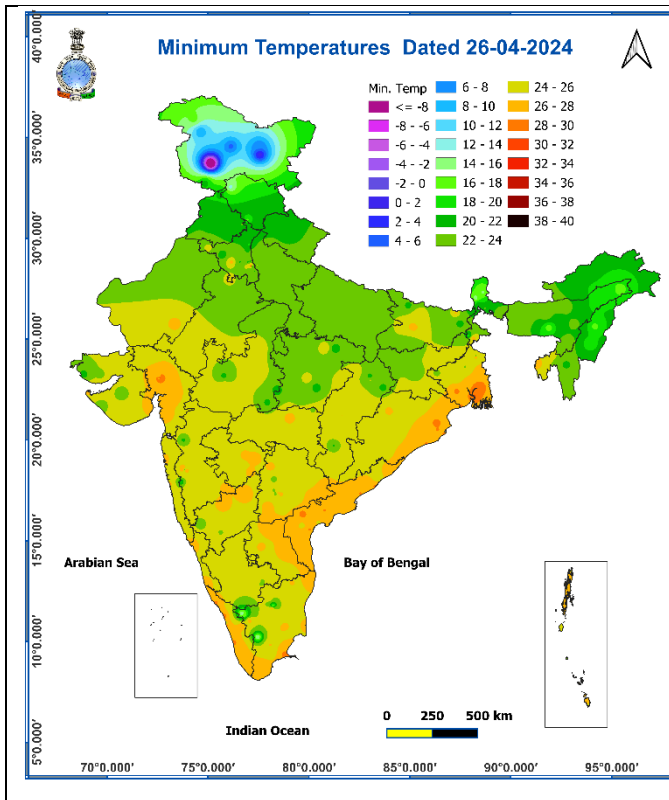 Minimum Temperatures Dated 26-04-2024
Min. Temp
<= -8
-8 - -6
-6 - -4
-4 - -2
-2 - 0
0 - 2
2 - 4
4 - 6
6 - 8
8 - 10
10 - 12
12 - 14
14 - 16
16 - 18
18 - 20
20 - 22
22 - 24
24 - 26
26 - 28
28 - 30
30 - 32
32 - 34
34 - 36
36 - 38
38 - 40
40°0.000'
35°0.000'
30°0.000'
25°0.000'
20°0.000'
15°0.000'
10°0.000'
5°0.000'
Arabian Sea
Bay of Bengal
Indian Ocean
0 250 500 km
70°0.000' 75°0.000' 80°0.000' 85°0.000' 90°0.000' 95°0.000'